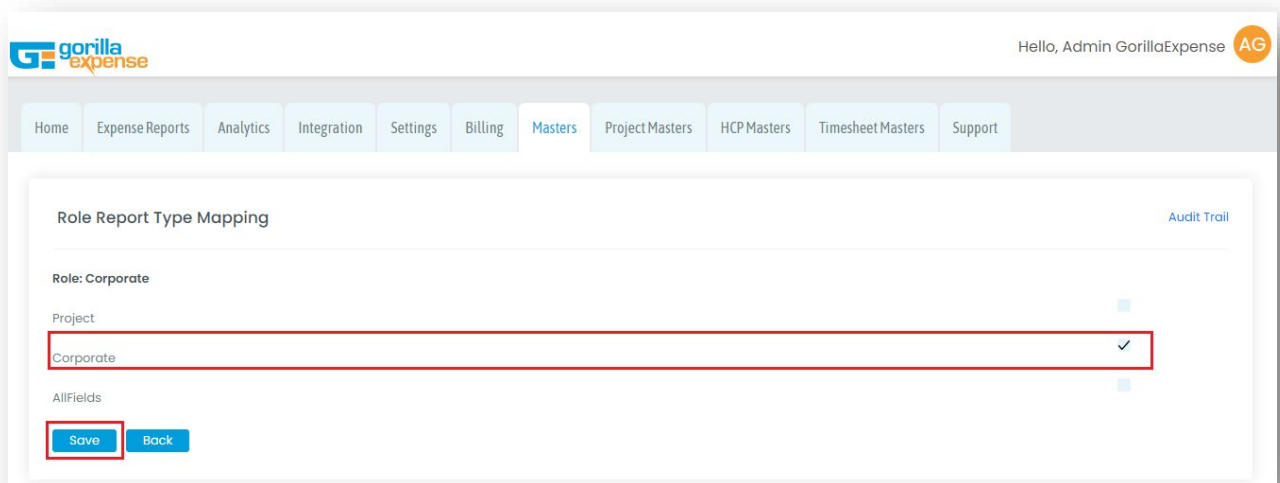 gorilla
expense
Hello, Admin GorillaExpense AG
Home Expense Reports Analytics Integration Settings Billing Masters Project Masters HCP Masters Timesheet Masters Support
Role Report Type Mapping Audit Trail
Role: Corporate
Project
Corporate
AllFields
Save Back